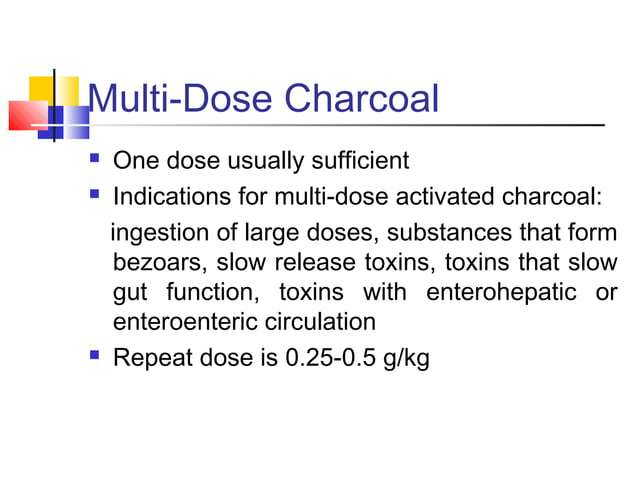 Multi-Dose Charcoal
One dose usually sufficient
Indications for multi-dose activated charcoal:
ingestion of large doses, substances that form
bezoars, slow release toxins, toxins that slow
gut function, toxins with enterohepatic or
enteroenteric circulation
Repeat dose is 0.25-0.5 g/kg